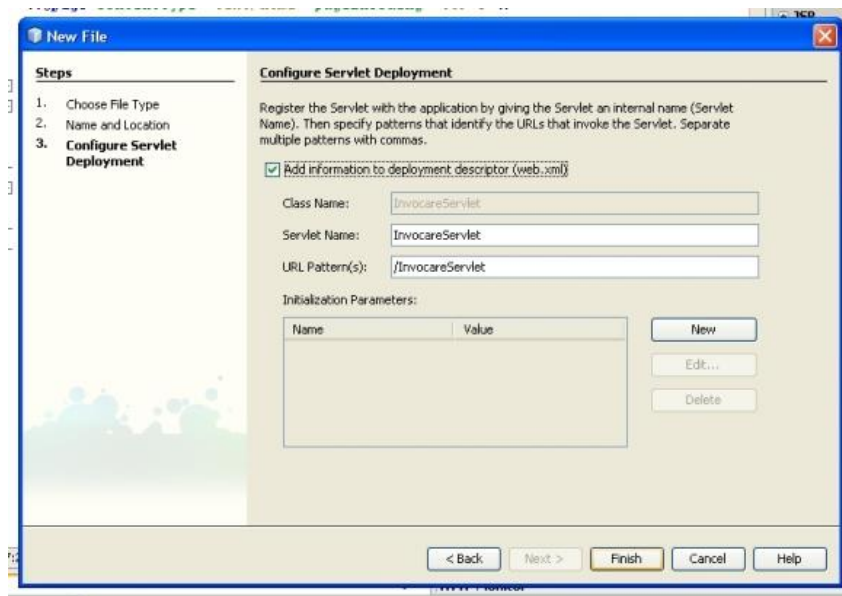 New File
Steps
1. Choose File Type
2. Name and Location
3. Configure Servlet
Deployment
Configure Servlet Deployment
Register the Servlet with the application by giving the Servlet an internal name (Servlet
Name). Then specify patterns that identify the URLs that invoke the Servlet. Separate
multiple patterns with commas.
Add information to deployment descriptor (web.xml)
Class Name: InvocareServlet
Servlet Name: InvocareServlet
URL Pattern(s): /InvocareServlet
Initialization Parameters:
Name Value
New
Edit...
Delete
< Back Next > Finish Cancel Help